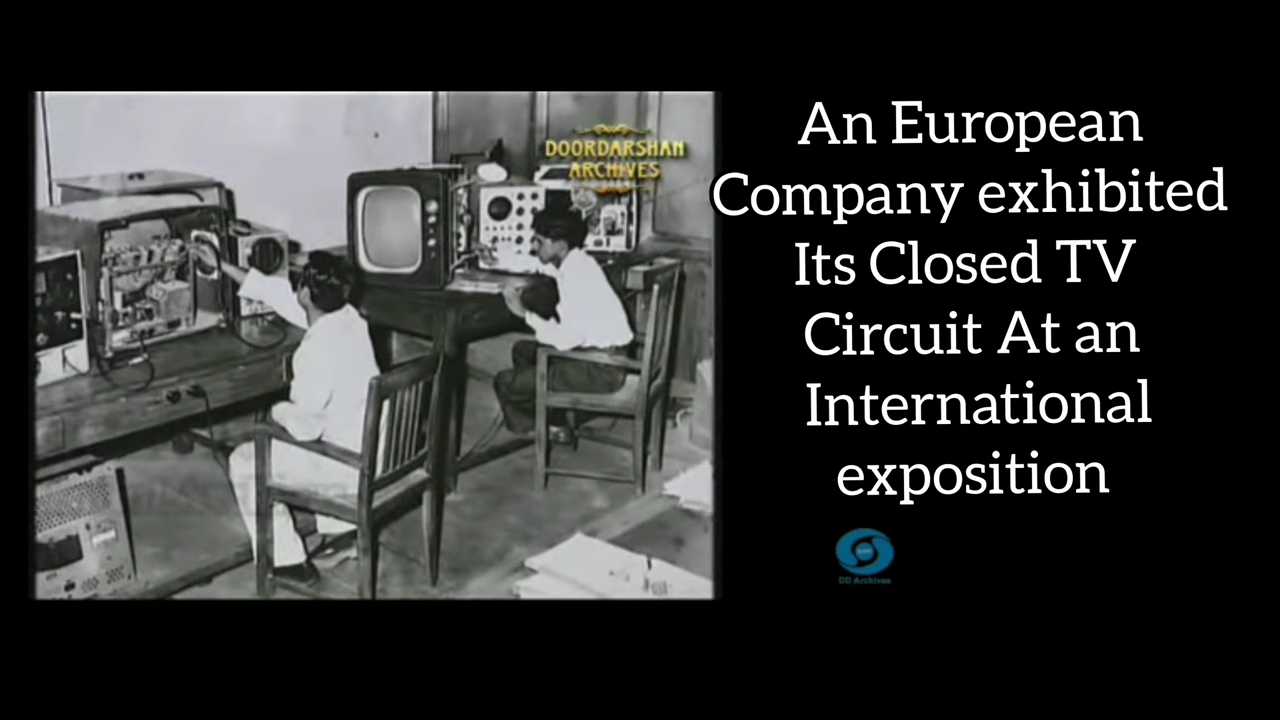 DOORDARSHAN
ARCHIVES
An European
Company exhibited
Its Closed TV
Circuit At an
International
exposition
DD Archives